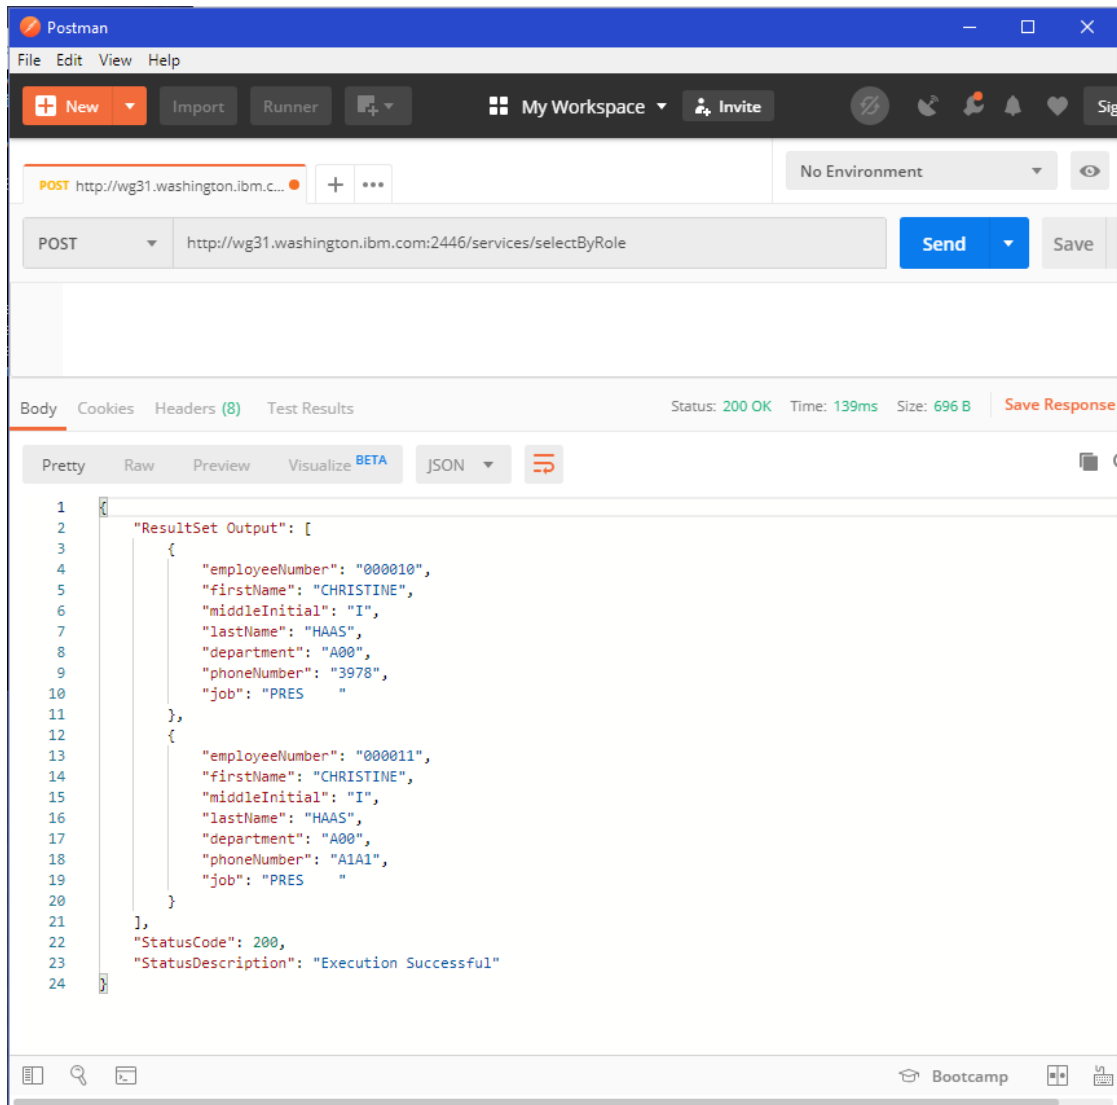 Postman
File Edit View Help
New Import Runner My Workspace Invite
POST http://wg31.washington.ibm.c... No Environment
POST http://wg31.washington.ibm.com:2446/services/selectByRole Send Save
Body Cookies Headers (8) Test Results Status: 200 OK Time: 139ms Size: 696 B Save Response
Pretty Raw Preview Visualize BETA JSON
1 {
2 "ResultSet Output": [
3 {
4 "employeeNumber": "000010",
5 "firstName": "CHRISTINE",
6 "middleInitial": "I",
7 "lastName": "HAAS",
8 "department": "A00",
9 "phoneNumber": "3978",
10 "job": "PRES    "
11 },
12 {
13 "employeeNumber": "000011",
14 "firstName": "CHRISTINE",
15 "middleInitial": "I",
16 "lastName": "HAAS",
17 "department": "A00",
18 "phoneNumber": "A1A1",
19 "job": "PRES    "
20 }
21 ],
22 "StatusCode": 200,
23 "StatusDescription": "Execution Successful"
24 }
Bootcamp